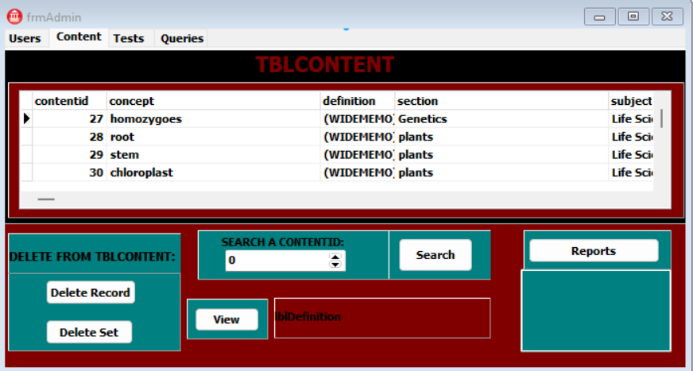 frmAdmin
Users Content Tests Queries
TBLCONTENT
contentid concept definition section subject
27 homozygoes (WIDEMEMO) Genetics Life Sci
28 root (WIDEMEMO) plants Life Sci
29 stem (WIDEMEMO) plants Life Sci
30 chloroplast (WIDEMEMO) plants Life Sci
DELETE FROM TBLCONTENT:
Delete Record
Delete Set
SEARCH A CONTENTID:
0
Search
View
lblDefinition
Reports